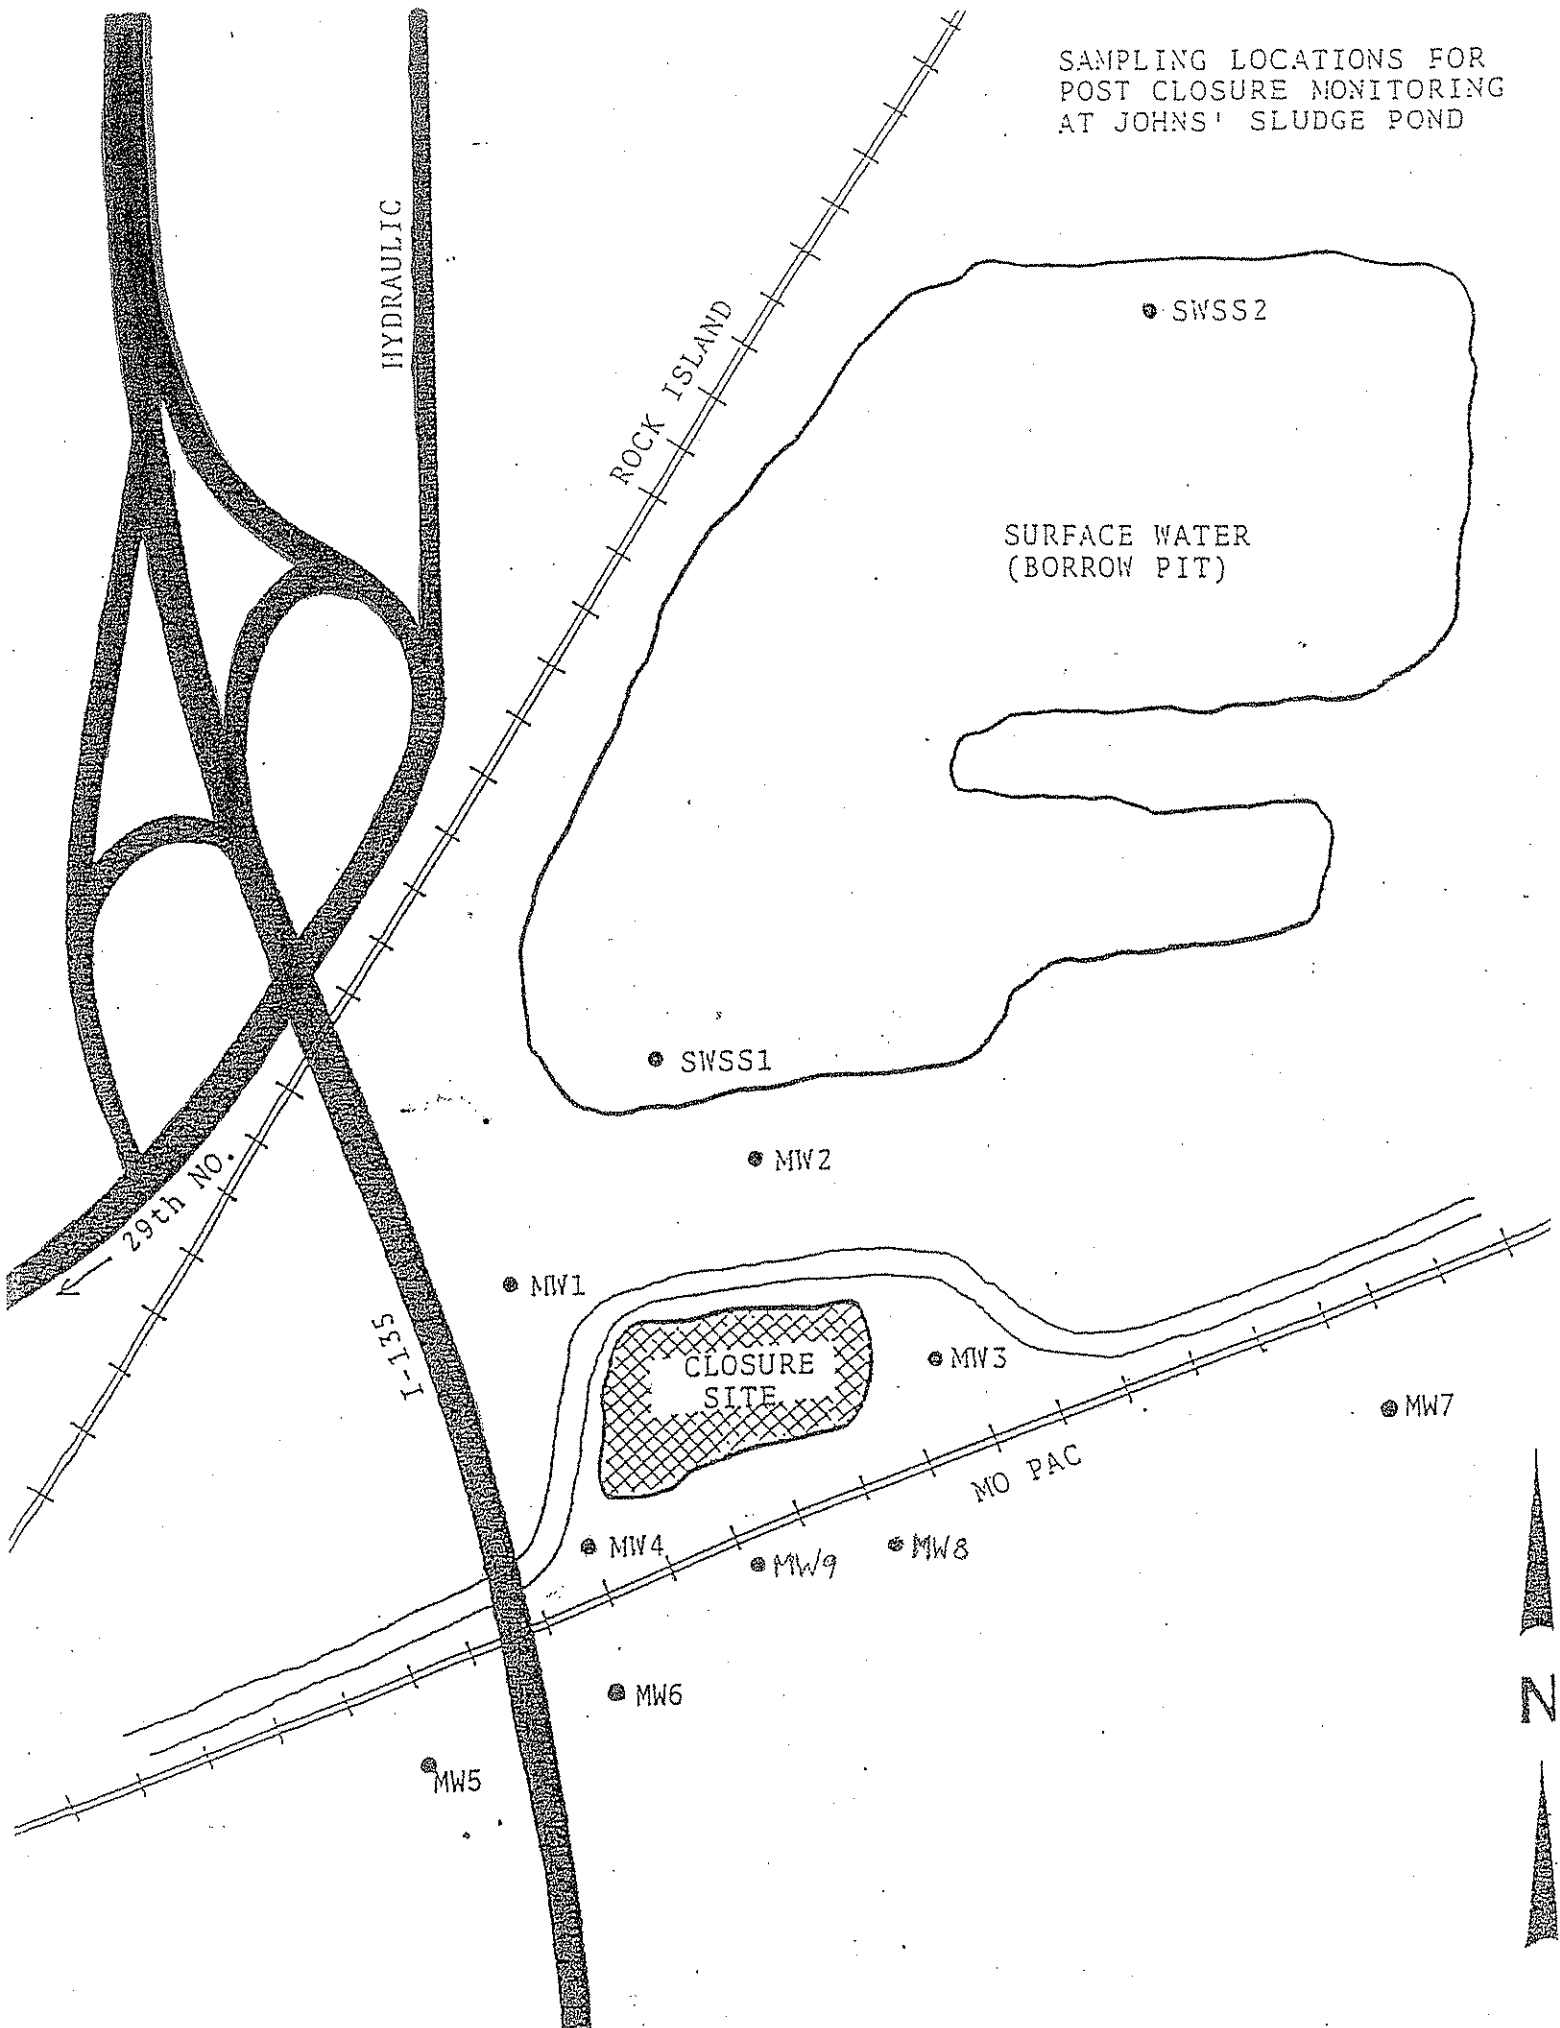 SAMPLING LOCATIONS FOR
POST CLOSURE MONITORING
AT JOHNS' SLUDGE POND
HYDRAULIC
ROCK ISLAND
SWSS2
SURFACE WATER
(BORROW PIT)
SWSS1
MW2
29th NO.
MW1
I-135
CLOSURE
SITE
MW3
MW7
MO PAC
MW4
MW9
MW8
MW6
N
MW5